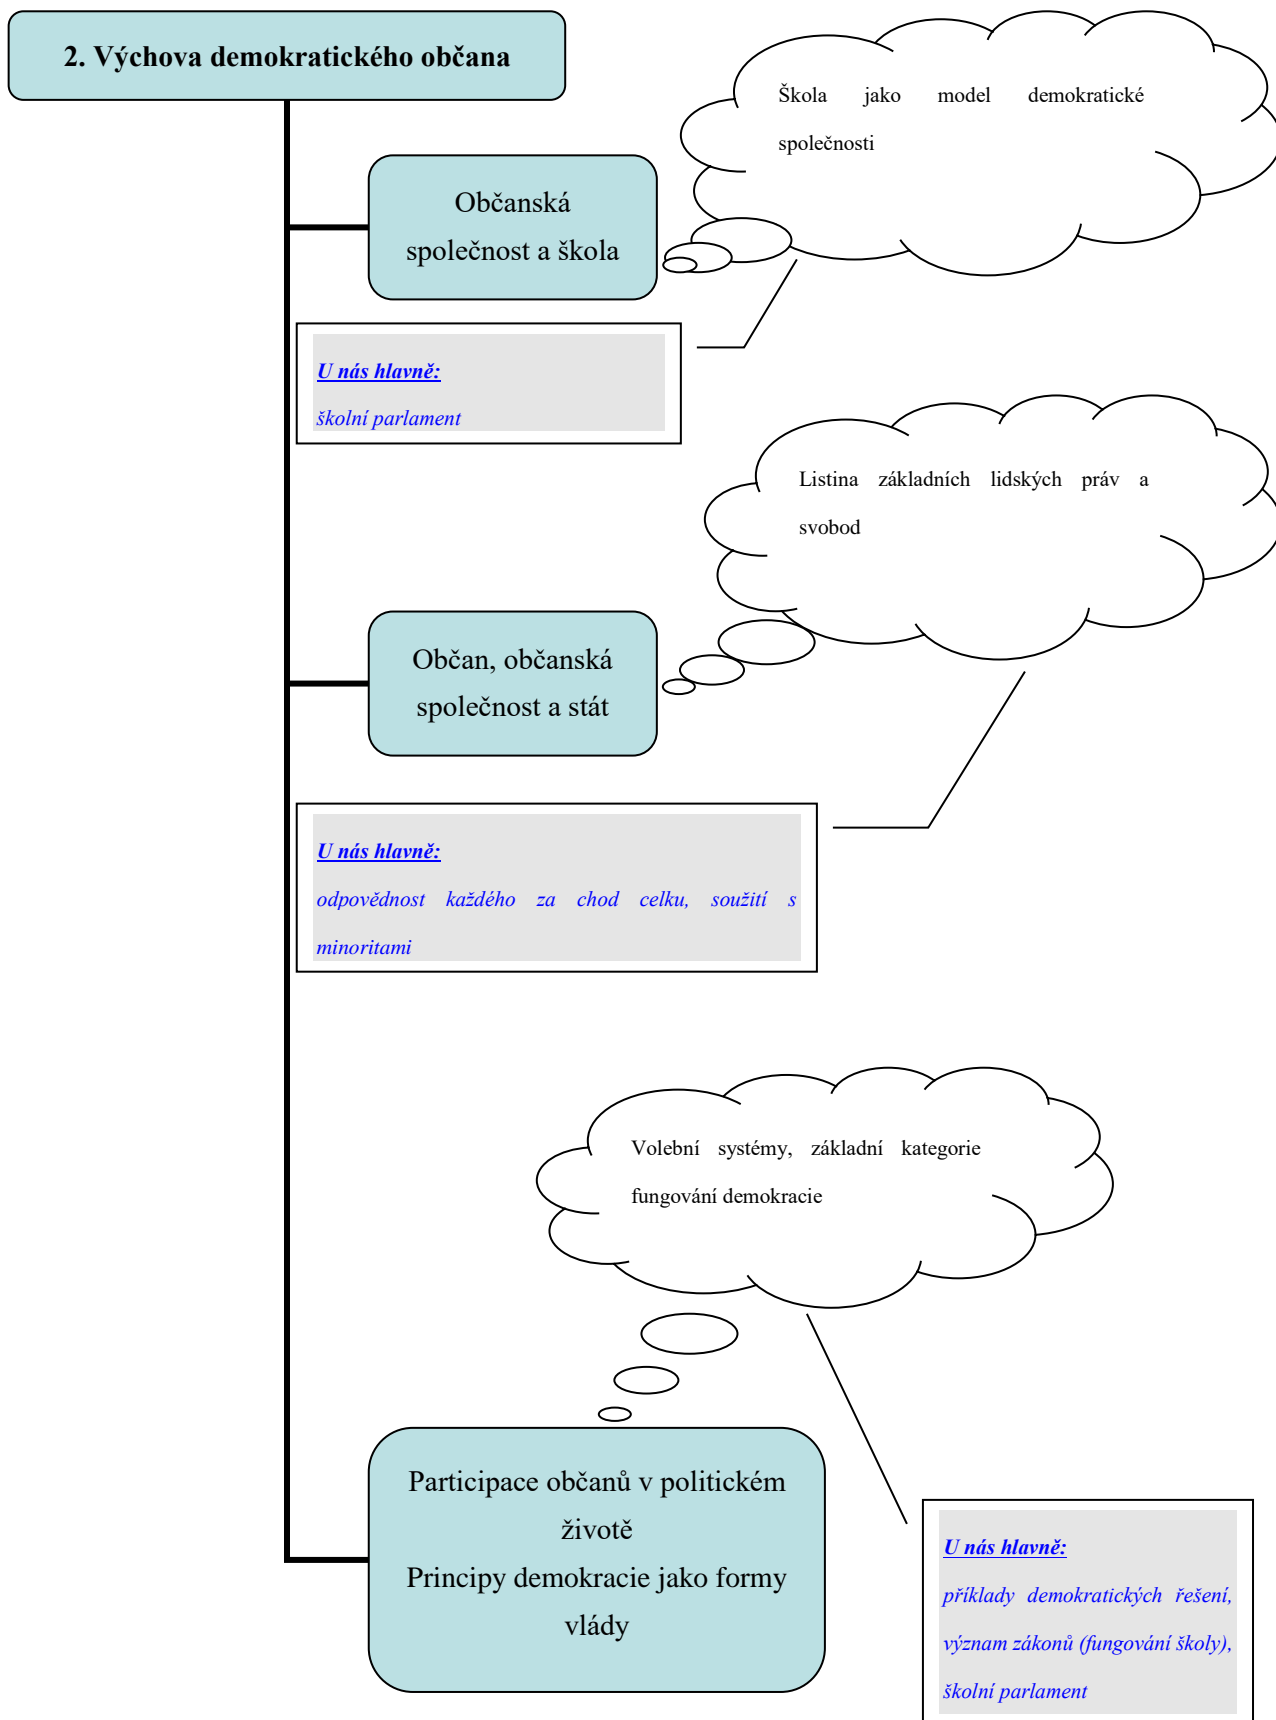 2. Výchova demokratického občana
Škola jako model demokratické
společnosti
Občanská
společnost a škola
U nás hlavně:
školní parlament
Listina základních lidských práv a
svobod
Občan, občanská
společnost a stát
U nás hlavně:
odpovědnost každého za chod celku, soužití s
minoritami
Volební systémy, základní kategorie
fungování demokracie
Participace občanů v politickém
životě
Principy demokracie jako formy
vlády
U nás hlavně:
příklady demokratických řešení,
význam zákonů (fungování školy),
školní parlament